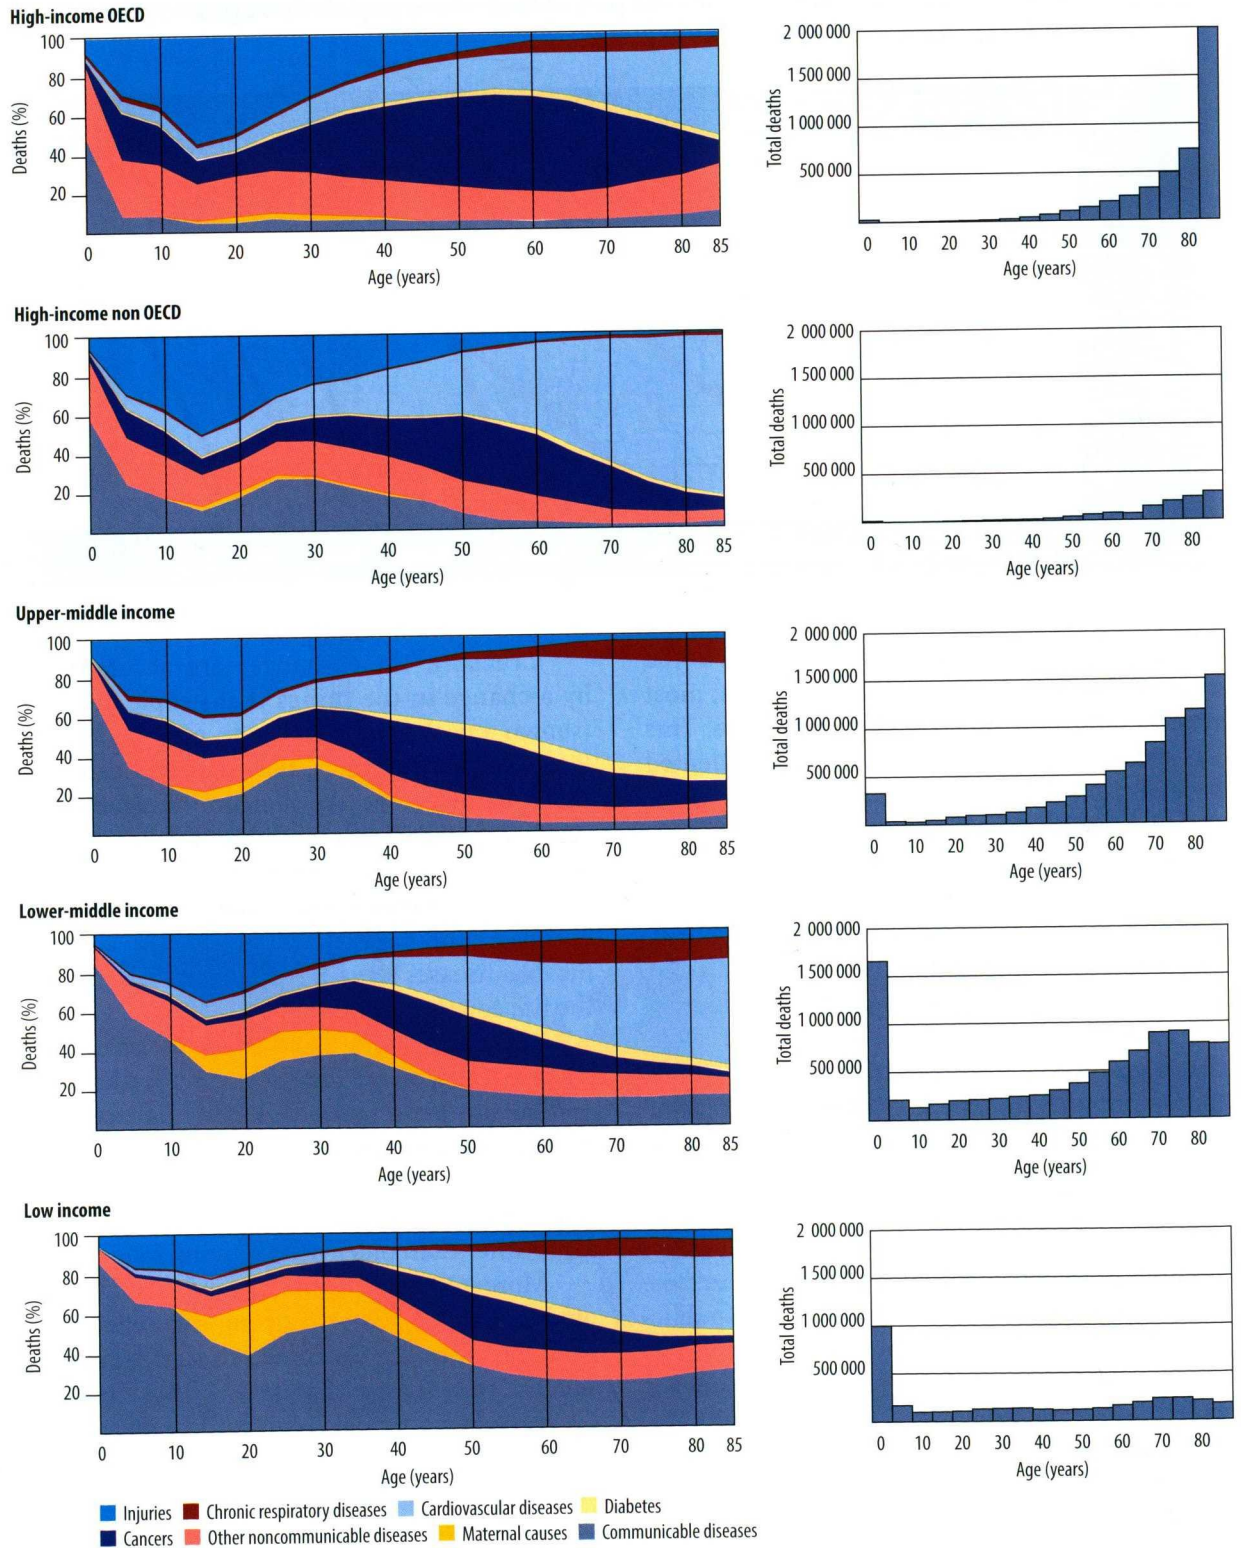 High-income OECD
Deaths (%)
100
80
60
40
20
0 10 20 30 40 50 60 70 80 85
Age (years)
Total deaths
2 000 000
1 500 000
1 000 000
500 000
0 10 20 30 40 50 60 70 80
Age (years)
High-income non OECD
Deaths (%)
100
80
60
40
20
0 10 20 30 40 50 60 70 80 85
Age (years)
Total deaths
2 000 000
1 500 000
1 000 000
500 000
0 10 20 30 40 50 60 70 80
Age (years)
Upper-middle income
Deaths (%)
100
80
60
40
20
0 10 20 30 40 50 60 70 80 85
Age (years)
Total deaths
2 000 000
1 500 000
1 000 000
500 000
0 10 20 30 40 50 60 70 80
Age (years)
Lower-middle income
Deaths (%)
100
80
60
40
20
0 10 20 30 40 50 60 70 80 85
Age (years)
Total deaths
2 000 000
1 500 000
1 000 000
500 000
0 10 20 30 40 50 60 70 80
Age (years)
Low income
Deaths (%)
100
80
60
40
20
0 10 20 30 40 50 60 70 80 85
Age (years)
Total deaths
2 000 000
1 500 000
1 000 000
500 000
0 10 20 30 40 50 60 70 80
Age (years)
Injuries Chronic respiratory diseases Cardiovascular diseases Diabetes
Cancers Other noncommunicable diseases Maternal causes Communicable diseases